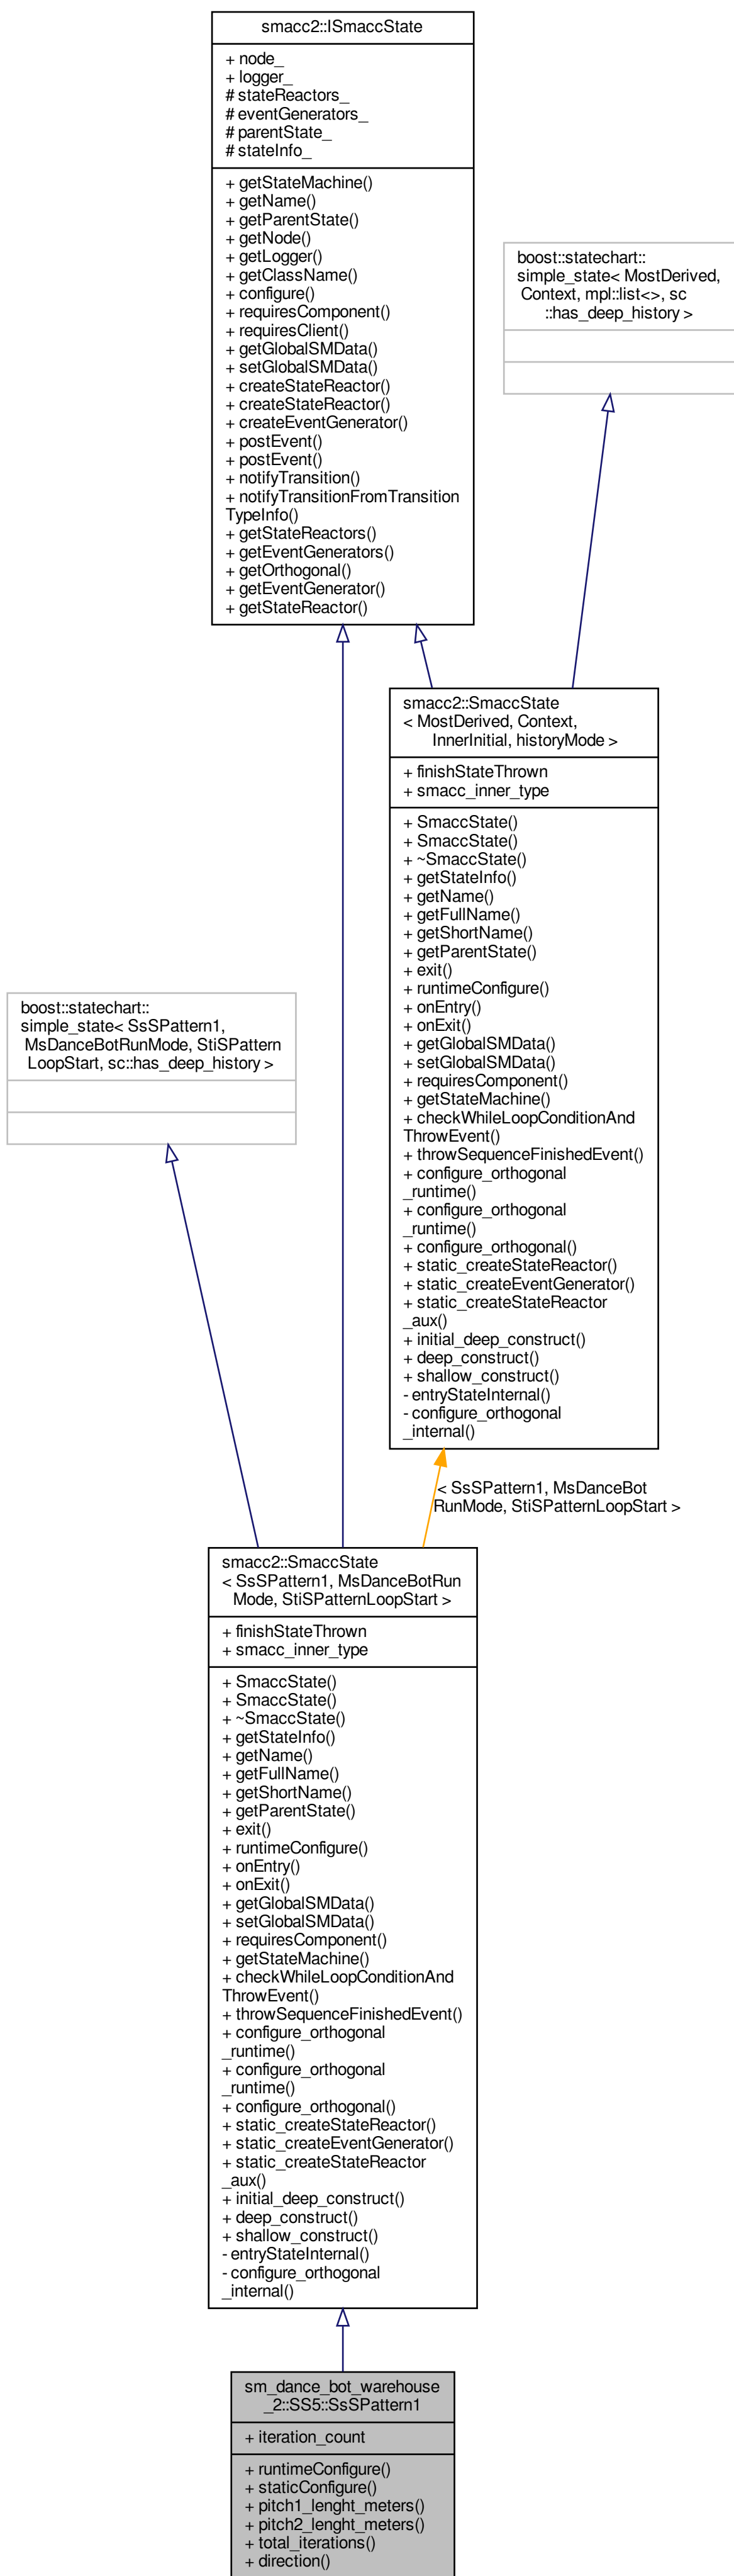 smacc2::ISmaccState
+ node_
+ logger_
# stateReactors_
# eventGenerators_
# parentState_
# stateInfo_
+ getStateMachine()
+ getName()
+ getParentState()
+ getNode()
+ getLogger()
+ getClassName()
+ configure()
+ requiresComponent()
+ requiresClient()
+ getGlobalSMData()
+ setGlobalSMData()
+ createStateReactor()
+ createStateReactor()
+ createEventGenerator()
+ postEvent()
+ postEvent()
+ notifyTransition()
+ notifyTransitionFromTransition
TypeInfo()
+ getStateReactors()
+ getEventGenerators()
+ getOrthogonal()
+ getEventGenerator()
+ getStateReactor()
boost::statechart::
simple_state< MostDerived,
Context, mpl::list<>, sc
::has_deep_history >
smacc2::SmaccState
< MostDerived, Context,
InnerInitial, historyMode >
+ finishStateThrown
+ smacc_inner_type
+ SmaccState()
+ SmaccState()
+ ~SmaccState()
+ getStateInfo()
+ getName()
+ getFullName()
+ getShortName()
+ getParentState()
+ exit()
+ runtimeConfigure()
+ onEntry()
+ onExit()
+ getGlobalSMData()
+ setGlobalSMData()
+ requiresComponent()
+ getStateMachine()
+ checkWhileLoopConditionAnd
ThrowEvent()
+ throwSequenceFinishedEvent()
+ configure_orthogonal
_runtime()
+ configure_orthogonal
_runtime()
+ configure_orthogonal()
+ static_createStateReactor()
+ static_createEventGenerator()
+ static_createStateReactor
_aux()
+ initial_deep_construct()
+ deep_construct()
+ shallow_construct()
- entryStateInternal()
- configure_orthogonal
_internal()
boost::statechart::
simple_state< SsSPattern1,
MsDanceBotRunMode, StiSPattern
LoopStart, sc::has_deep_history >
< SsSPattern1, MsDanceBot
RunMode, StiSPatternLoopStart >
smacc2::SmaccState
< SsSPattern1, MsDanceBotRun
Mode, StiSPatternLoopStart >
+ finishStateThrown
+ smacc_inner_type
+ SmaccState()
+ SmaccState()
+ ~SmaccState()
+ getStateInfo()
+ getName()
+ getFullName()
+ getShortName()
+ getParentState()
+ exit()
+ runtimeConfigure()
+ onEntry()
+ onExit()
+ getGlobalSMData()
+ setGlobalSMData()
+ requiresComponent()
+ getStateMachine()
+ checkWhileLoopConditionAnd
ThrowEvent()
+ throwSequenceFinishedEvent()
+ configure_orthogonal
_runtime()
+ configure_orthogonal
_runtime()
+ configure_orthogonal()
+ static_createStateReactor()
+ static_createEventGenerator()
+ static_createStateReactor
_aux()
+ initial_deep_construct()
+ deep_construct()
+ shallow_construct()
- entryStateInternal()
- configure_orthogonal
_internal()
sm_dance_bot_warehouse
_2::SS5::SsSPattern1
+ iteration_count
+ runtimeConfigure()
+ staticConfigure()
+ pitch1_lenght_meters()
+ pitch2_lenght_meters()
+ total_iterations()
+ direction()